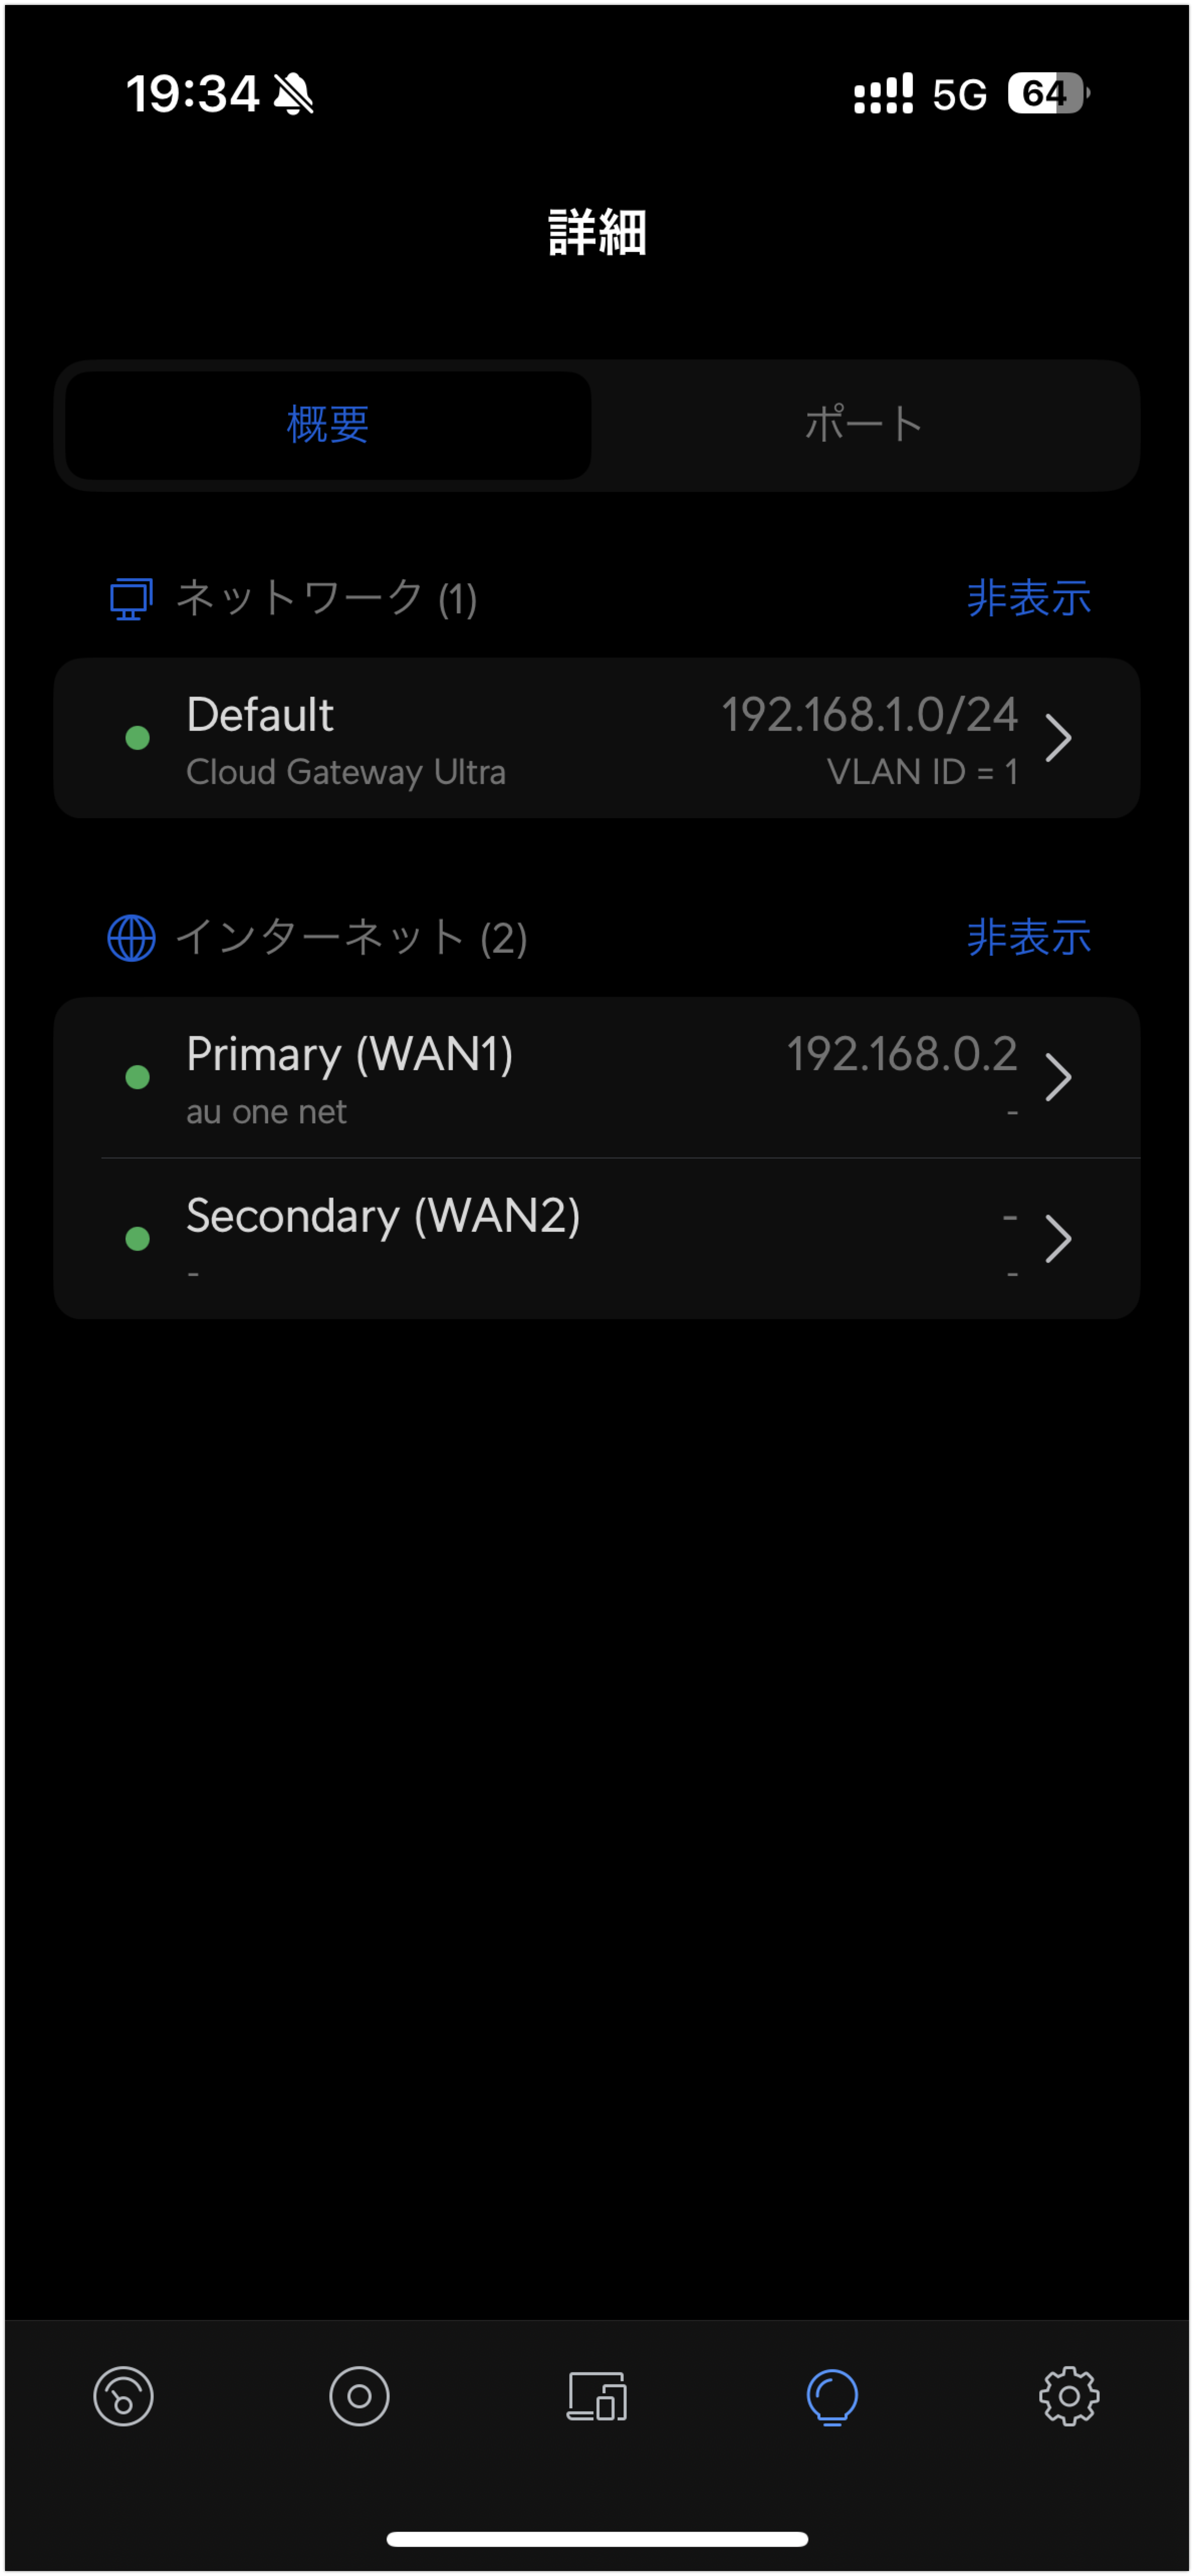 19:34
5G 64
詳細
概要 ポート
ネットワーク (1) 非表示
Default 192.168.1.0/24
Cloud Gateway Ultra VLAN ID = 1
インターネット (2) 非表示
Primary (WAN1) 192.168.0.2
au one net -
Secondary (WAN2) -
- -